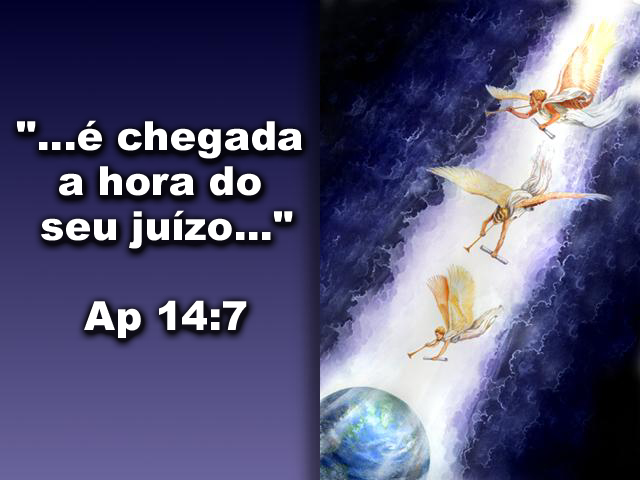 "...é chegada
a hora do
seu juízo..."
Ap 14:7